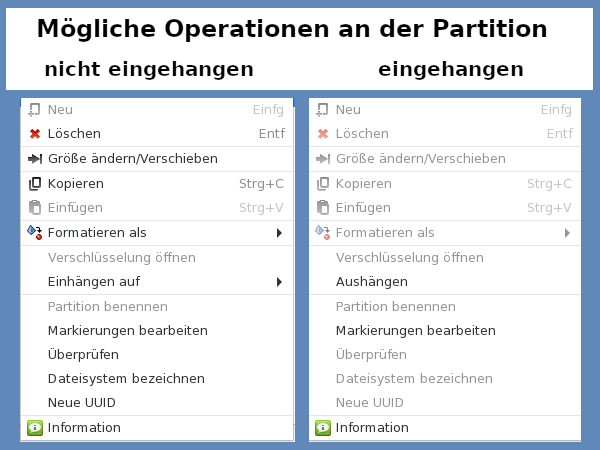 Mögliche Operationen an der Partition
nicht eingehangen
eingehangen
Neu Einfg
Löschen Entf
Größe ändern/Verschieben
Kopieren Strg+C
Einfügen Strg+V
Formatieren als
Verschlüsselung öffnen
Einhängen auf
Partition benennen
Markierungen bearbeiten
Überprüfen
Dateisystem bezeichnen
Neue UUID
Information
Neu Einfg
Löschen Entf
Größe ändern/Verschieben
Kopieren Strg+C
Einfügen Strg+V
Formatieren als
Verschlüsselung öffnen
Aushängen
Partition benennen
Markierungen bearbeiten
Überprüfen
Dateisystem bezeichnen
Neue UUID
Information